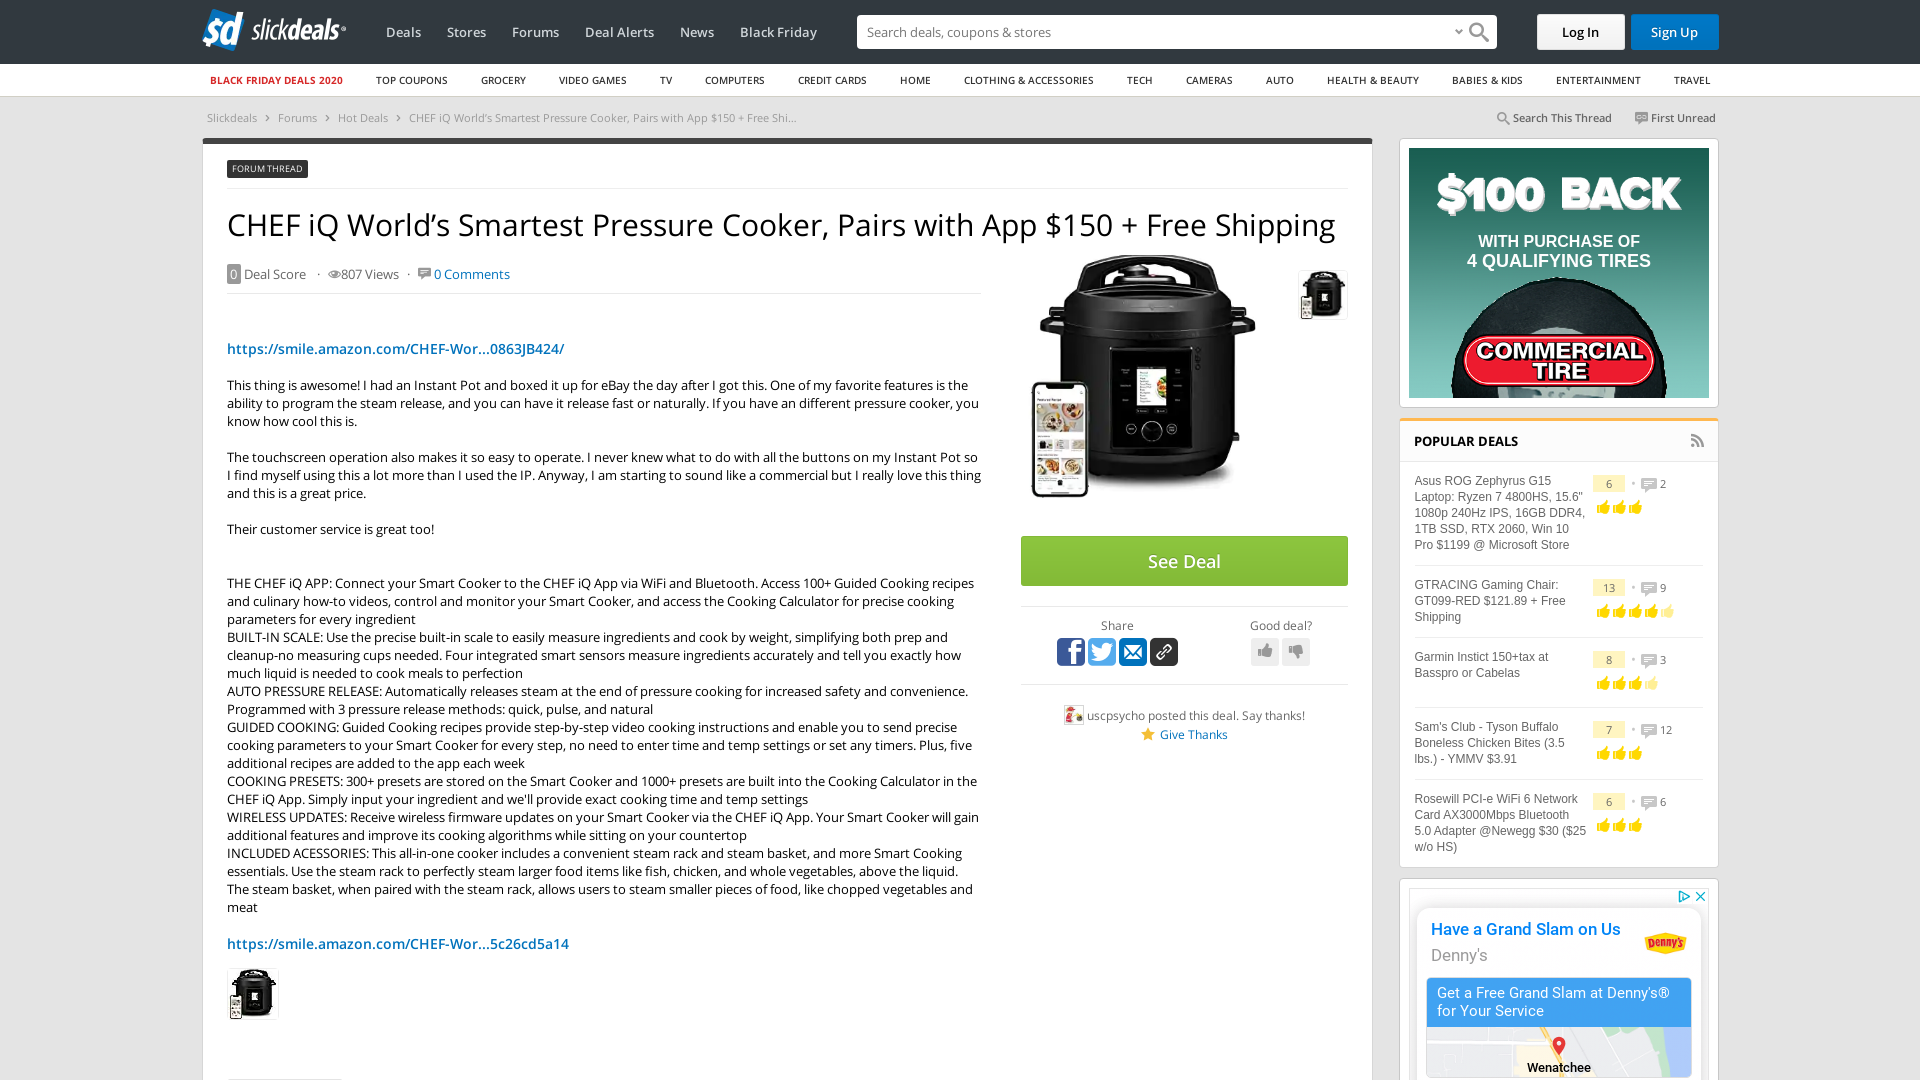 slickdeals
Deals
Stores
Forums
Deal Alerts
News
Black Friday
Search deals, coupons & stores
Log In
Sign Up
BLACK FRIDAY DEALS 2020
TOP COUPONS
GROCERY
VIDEO GAMES
TV
COMPUTERS
CREDIT CARDS
HOME
CLOTHING & ACCESSORIES
TECH
CAMERAS
AUTO
HEALTH & BEAUTY
BABIES & KIDS
ENTERTAINMENT
TRAVEL
Slickdeals › Forums › Hot Deals › CHEF iQ World's Smartest Pressure Cooker, Pairs with App $150 + Free Shi...
Search This Thread
First Unread
FORUM THREAD
CHEF iQ World’s Smartest Pressure Cooker, Pairs with App $150 + Free Shipping
0 Deal Score · 807 Views · 0 Comments
https://smile.amazon.com/CHEF-Wor...0863JB424/
This thing is awesome! I had an Instant Pot and boxed it up for eBay the day after I got this. One of my favorite features is the
ability to program the steam release, and you can have it release fast or naturally. If you have an different pressure cooker, you
know how cool this is.
The touchscreen operation also makes it so easy to operate. I never knew what to do with all the buttons on my Instant Pot so
I find myself using this a lot more than I used the IP. Anyway, I am starting to sound like a commercial but I really love this thing
and this is a great price.
Their customer service is great too!
THE CHEF iQ APP: Connect your Smart Cooker to the CHEF iQ App via WiFi and Bluetooth. Access 100+ Guided Cooking recipes
and culinary how-to videos, control and monitor your Smart Cooker, and access the Cooking Calculator for precise cooking
parameters for every ingredient
BUILT-IN SCALE: Use the precise built-in scale to easily measure ingredients and cook by weight, simplifying both prep and
cleanup-no measuring cups needed. Four integrated smart sensors measure ingredients accurately and tell you exactly how
much liquid is needed to cook meals to perfection
AUTO PRESSURE RELEASE: Automatically releases steam at the end of pressure cooking for increased safety and convenience.
Programmed with 3 pressure release methods: quick, pulse, and natural
GUIDED COOKING: Guided Cooking recipes provide step-by-step video cooking instructions and enable you to send precise
cooking parameters to your Smart Cooker for every step, no need to enter time and temp settings or set any timers. Plus, five
additional recipes are added to the app each week
COOKING PRESETS: 300+ presets are stored on the Smart Cooker and 1000+ presets are built into the Cooking Calculator in the
CHEF iQ App. Simply input your ingredient and we'll provide exact cooking time and temp settings
WIRELESS UPDATES: Receive wireless firmware updates on your Smart Cooker via the CHEF iQ App. Your Smart Cooker will gain
additional features and improve its cooking algorithms while sitting on your countertop
INCLUDED ACESSORIES: This all-in-one cooker includes a convenient steam rack and steam basket, and more Smart Cooking
essentials. Use the steam rack to perfectly steam larger food items like fish, chicken, and whole vegetables, above the liquid.
The steam basket, when paired with the steam rack, allows users to steam smaller pieces of food, like chopped vegetables and
meat
https://smile.amazon.com/CHEF-Wor...5c26cd5a14
See Deal
Share
Good deal?
uscpsycho posted this deal. Say thanks!
Give Thanks
$100 BACK
WITH PURCHASE OF
4 QUALIFYING TIRES
COMMERCIAL
TIRE
POPULAR DEALS
Asus ROG Zephyrus G15
Laptop: Ryzen 7 4800HS, 15.6"
1080p 240Hz IPS, 16GB DDR4,
1TB SSD, RTX 2060, Win 10
Pro $1199 @ Microsoft Store
6 • 2
GTRACING Gaming Chair:
GT099-RED $121.89 + Free
Shipping
13 • 9
Garmin Instict 150+tax at
Basspro or Cabelas
8 • 3
Sam's Club - Tyson Buffalo
Boneless Chicken Bites (3.5
lbs.) - YMMV $3.91
7 • 12
Rosewill PCI-e WiFi 6 Network
Card AX3000Mbps Bluetooth
5.0 Adapter @Newegg $30 ($25
w/o HS)
6 • 6
Have a Grand Slam on Us
Denny's
Denny's
Get a Free Grand Slam at Denny's®
for Your Service
Wenatchee